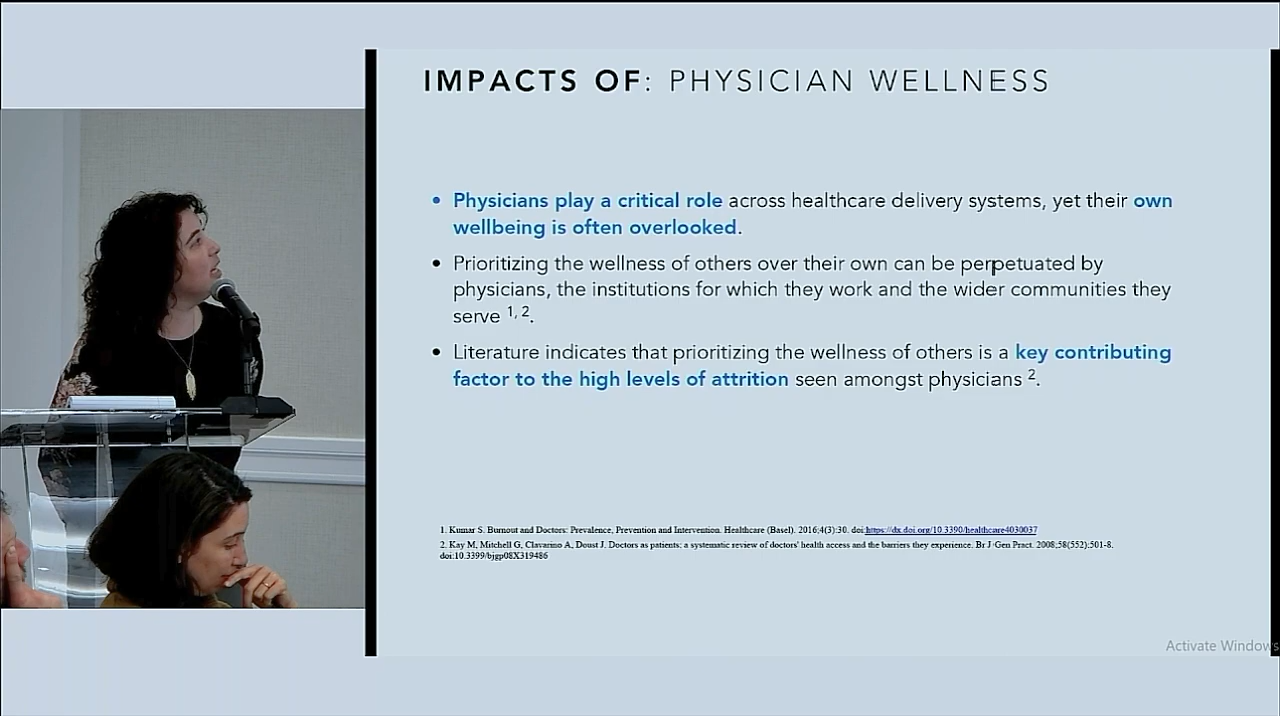 IMPACTS OF: PHYSICIAN WELLNESS
• Physicians play a critical role across healthcare delivery systems, yet their own
wellbeing is often overlooked.
• Prioritizing the wellness of others over their own can be perpetuated by
physicians, the institutions for which they work and the wider communities they
serve 1, 2.
• Literature indicates that prioritizing the wellness of others is a key contributing
factor to the high levels of attrition seen amongst physicians 2.
1. Kumar S. Burnout and Doctors: Prevalence, Prevention and Intervention. Healthcare (Basel). 2016;4(3):30. doi:https://dx.doi.org/10.3390/healthcare4030037
2. Kay M, Mitchell G, Clavarino A, Doust J. Doctors as patients: a systematic review of doctors' health access and the barriers they experience. Br J Gen Pract. 2008;58(552):501-8.
doi:10.3399/bjgp08X319486
Activate Windows